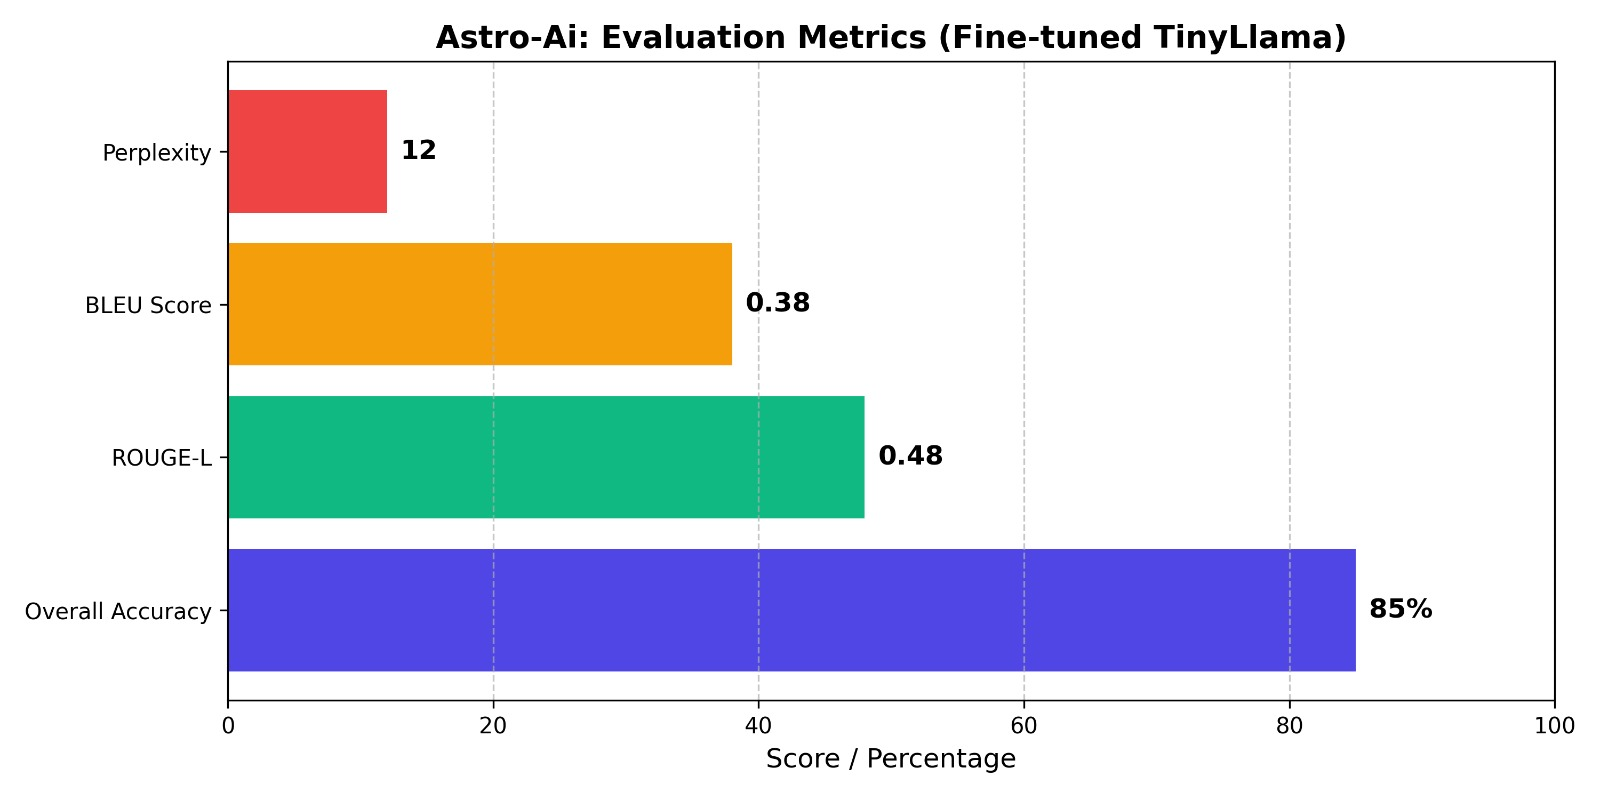 Astro-Ai: Evaluation Metrics (Fine-tuned TinyLlama)
Perplexity 12
BLEU Score 0.38
ROUGE-L 0.48
Overall Accuracy 85%
0 20 40 60 80 100
Score / Percentage